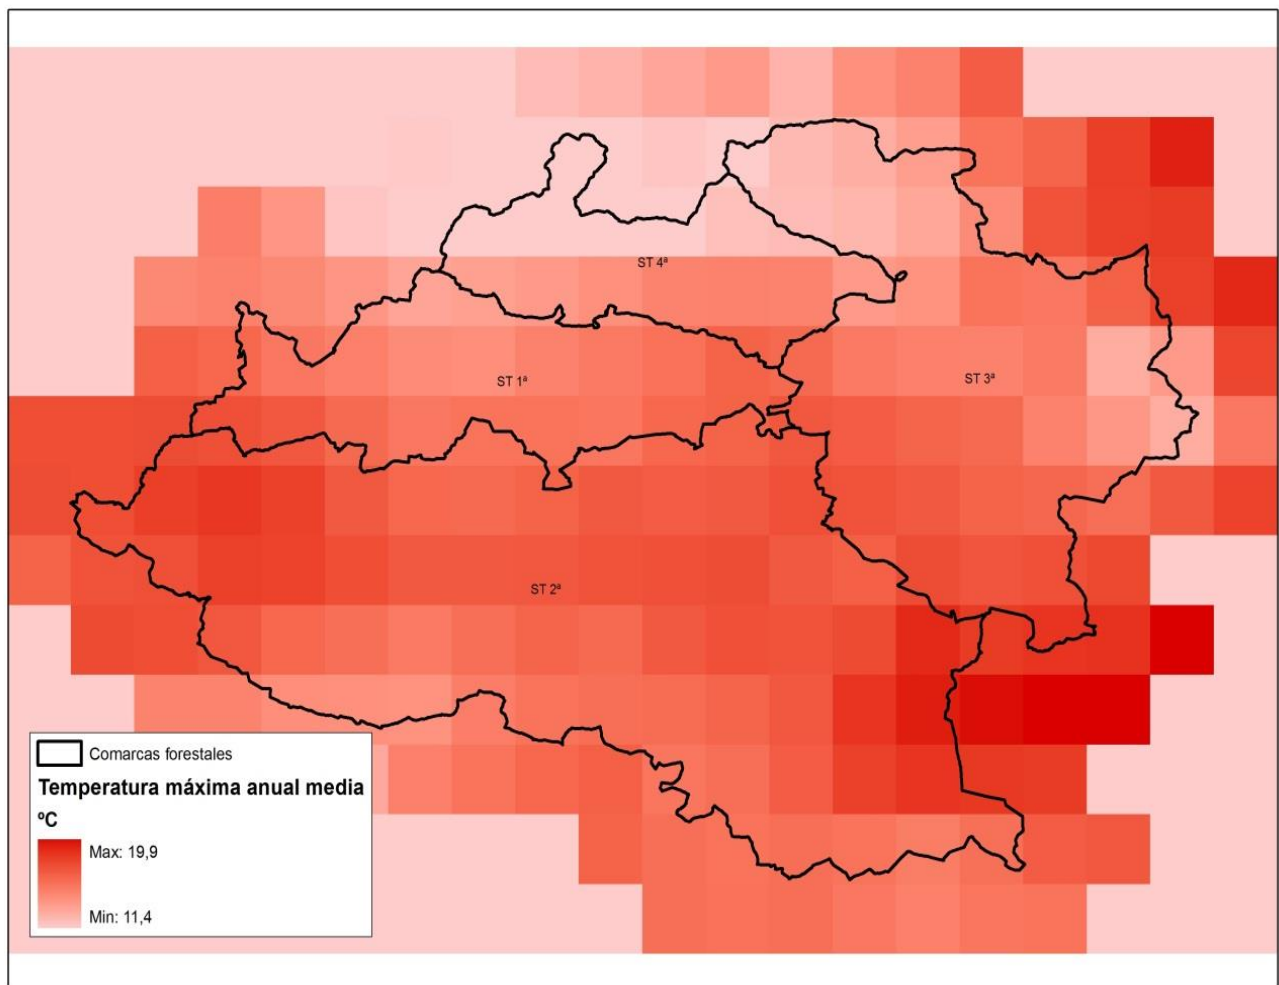 ST 4ª
ST 1ª
ST 3ª
ST 2ª
Comarcas forestales
Temperatura máxima anual media
ºC
Max: 19,9
Min: 11,4